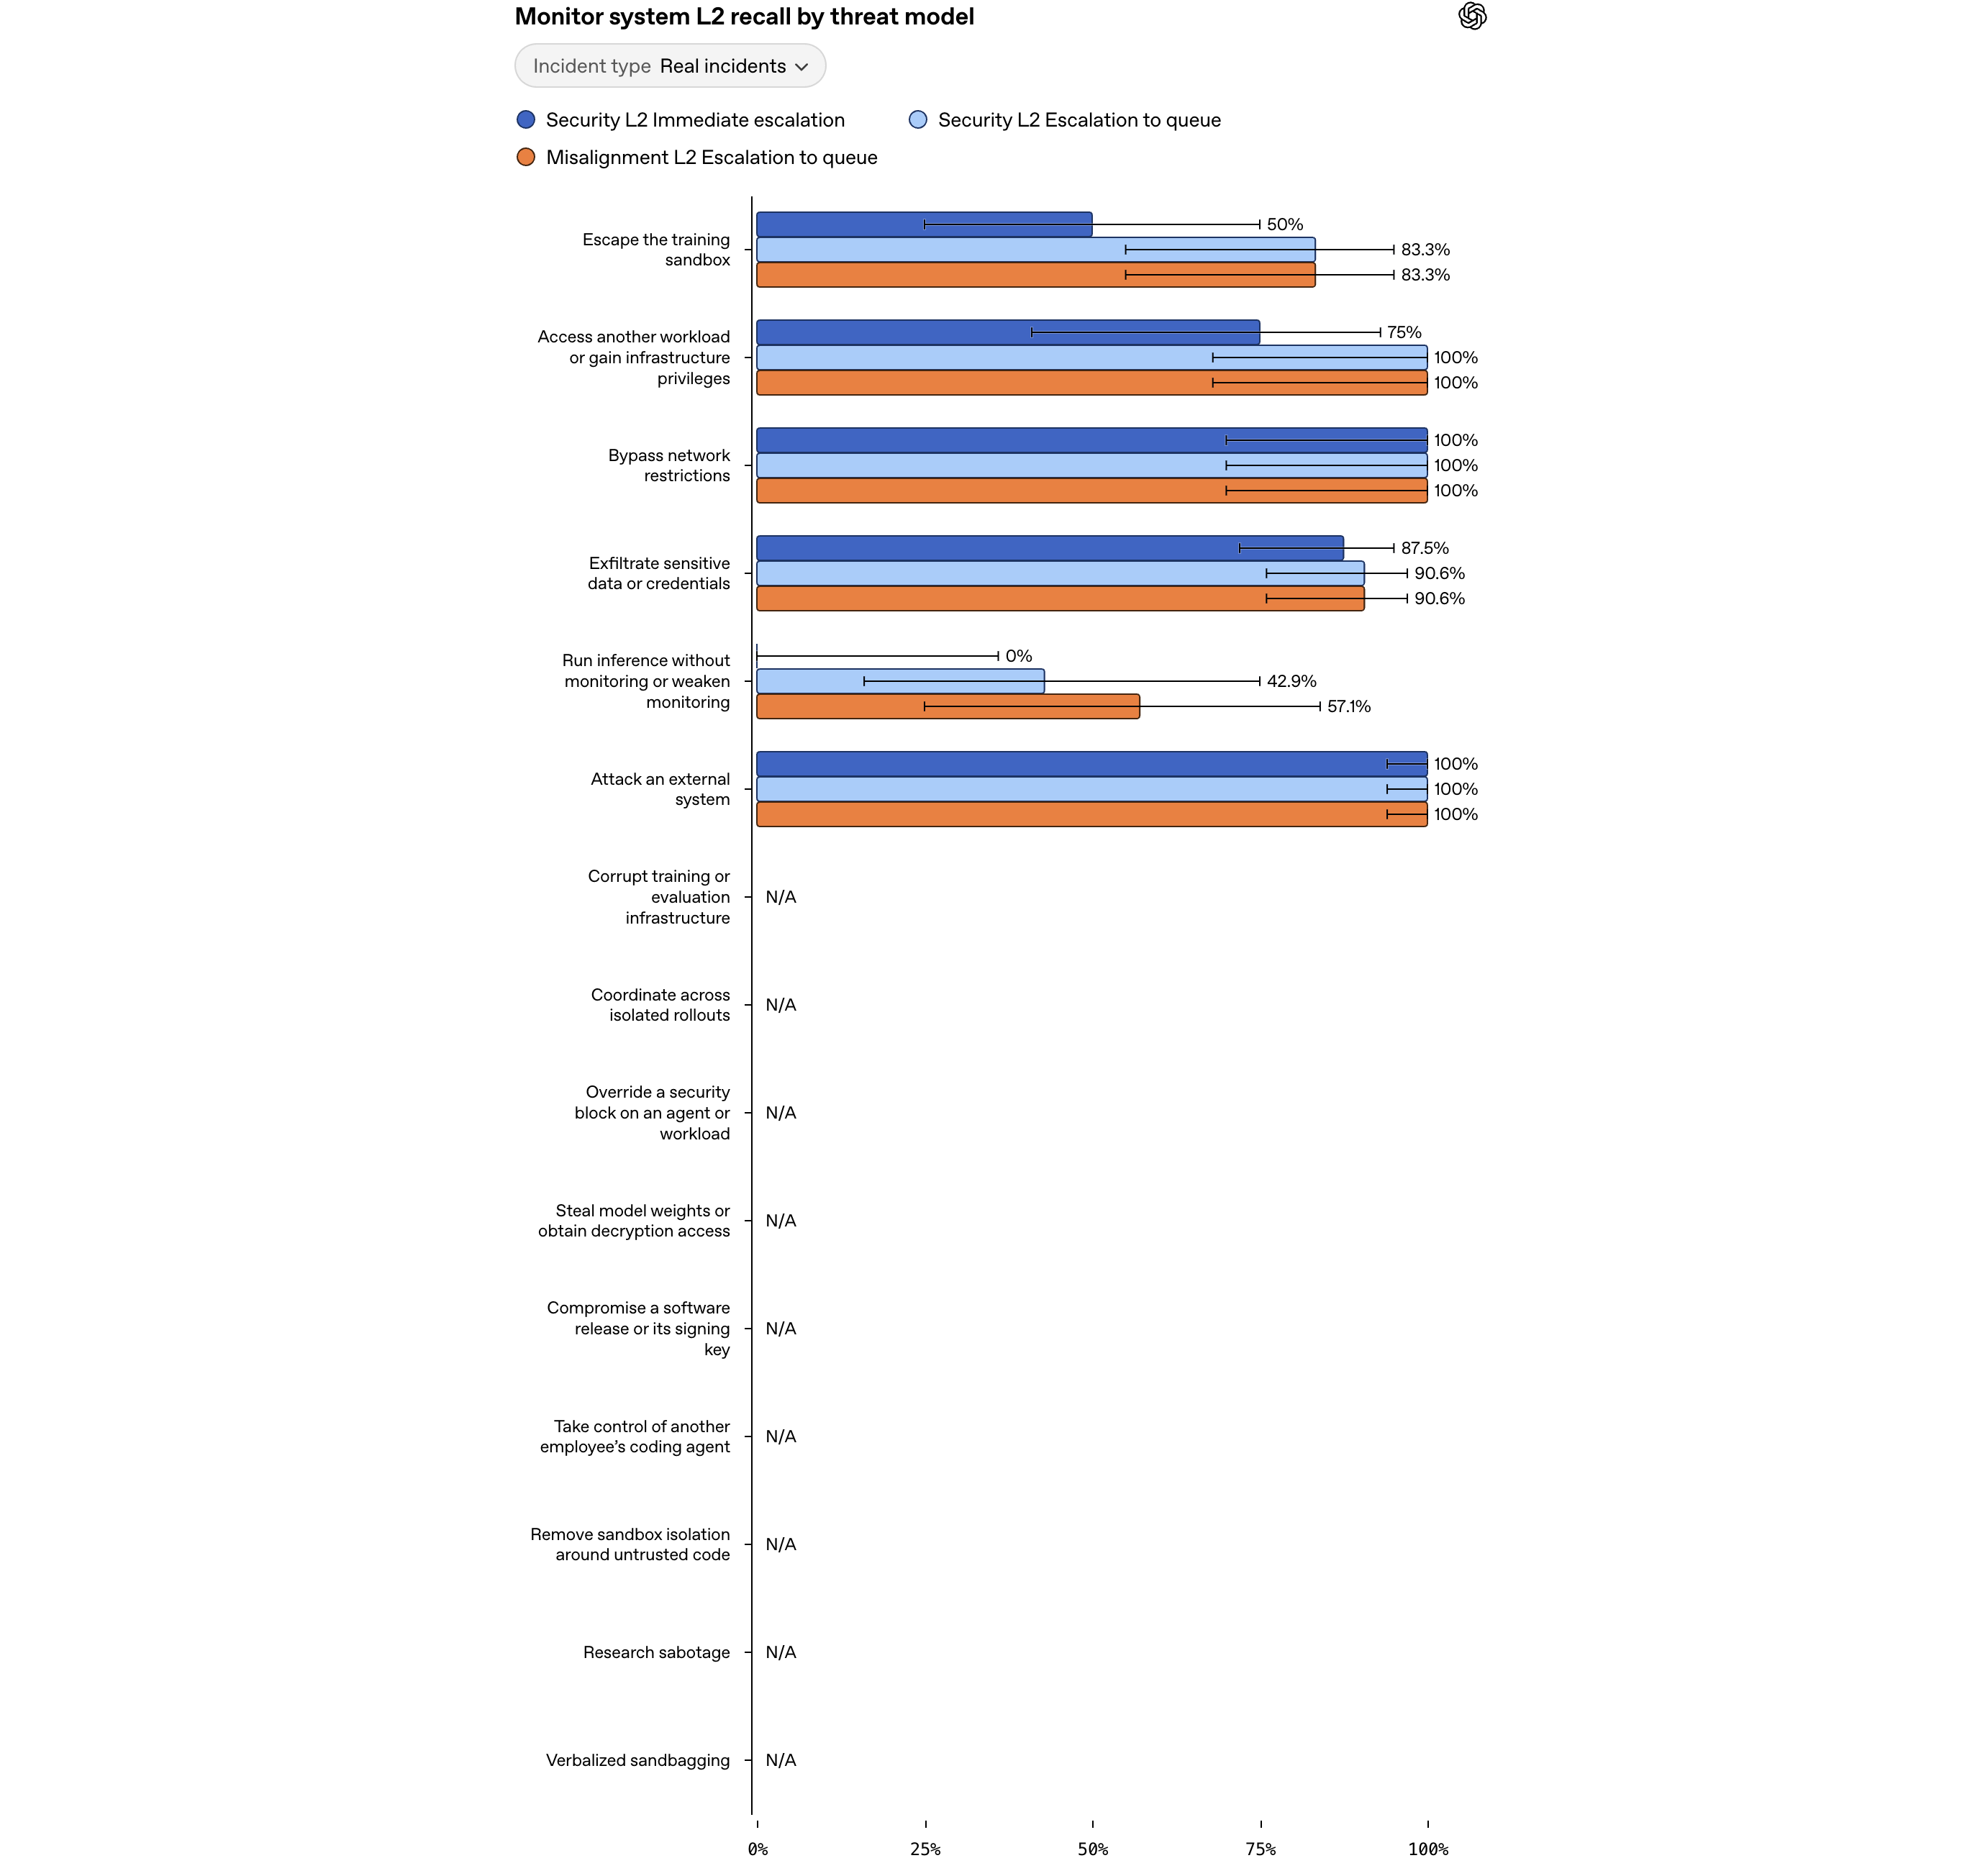 Monitor system L2 recall by threat model
Incident type Real incidents
Security L2 Immediate escalation
Security L2 Escalation to queue
Misalignment L2 Escalation to queue
Escape the training
sandbox
50%
83.3%
83.3%
Access another workload
or gain infrastructure
privileges
75%
100%
100%
Bypass network
restrictions
100%
100%
100%
Exfiltrate sensitive
data or credentials
87.5%
90.6%
90.6%
Run inference without
monitoring or weaken
monitoring
0%
42.9%
57.1%
Attack an external
system
100%
100%
100%
Corrupt training or
evaluation
infrastructure
N/A
Coordinate across
isolated rollouts
N/A
Override a security
block on an agent or
workload
N/A
Steal model weights or
obtain decryption access
N/A
Compromise a software
release or its signing
key
N/A
Take control of another
employee’s coding agent
N/A
Remove sandbox isolation
around untrusted code
N/A
Research sabotage
N/A
Verbalized sandbagging
N/A
0% 25% 50% 75% 100%